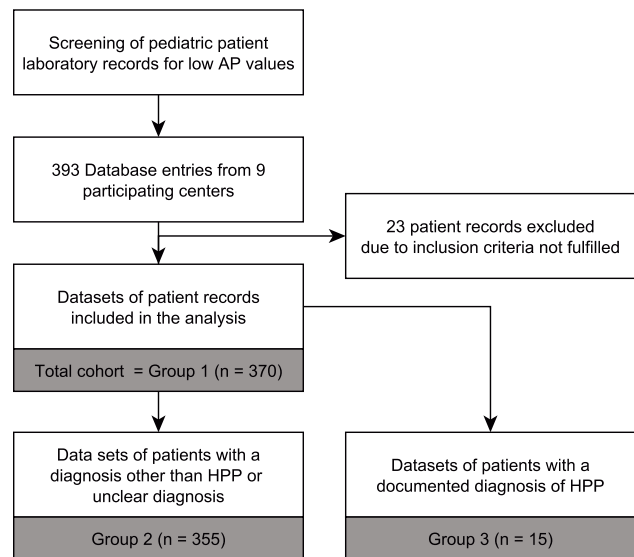 Screening of pediatric patient
laboratory records for low AP values
393 Database entries from 9
participating centers
23 patient records excluded
due to inclusion criteria not fulfilled
Datasets of patient records
included in the analysis
Total cohort = Group 1 (n = 370)
Data sets of patients with a
diagnosis other than HPP or
unclear diagnosis
Group 2 (n = 355)
Datasets of patients with a
documented diagnosis of HPP
Group 3 (n = 15)